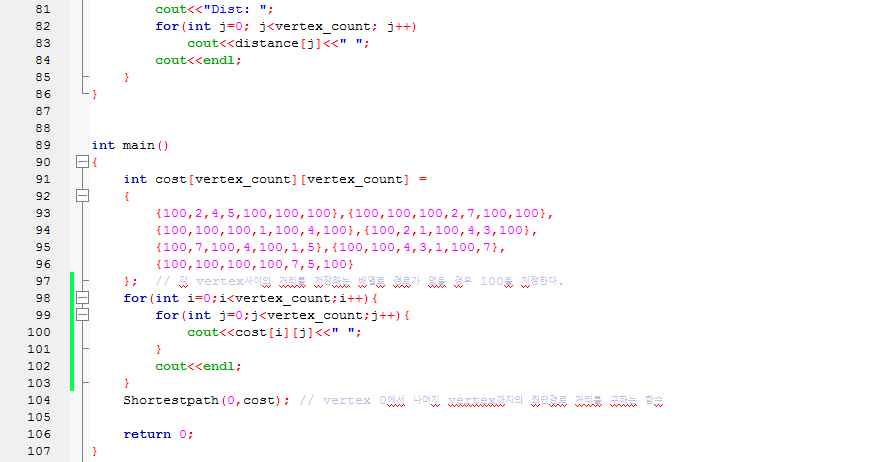 81 cout<<"Dist: ";
82 for(int j=0; j<vertex_count; j++)
83 cout<<distance[j]<<" ";
84 cout<<endl;
85 }
86 }
87
88
89 int main()
90 {
91 int cost[vertex_count][vertex_count] =
92 {
93 {100,2,4,5,100,100,100},{100,100,100,2,7,100,100},
94 {100,100,100,1,100,4,100},{100,2,1,100,4,3,100},
95 {100,7,100,4,100,1,5},{100,100,4,3,1,100,7},
96 {100,100,100,100,7,5,100}
97 }; // 각 vertex사이의 거리를 저장하는 배열로 경로가 없을 경우 100을 지정한다.
98 for(int i=0;i<vertex_count;i++){
99 for(int j=0;j<vertex_count;j++){
100 cout<<cost[i][j]<<" ";
101 }
102 cout<<endl;
103 }
104 Shortestpath(0,cost); // vertex 0에서 나머지 vertex까지의 최단경로 거리를 구하는 함수
105
106 return 0;
107 }